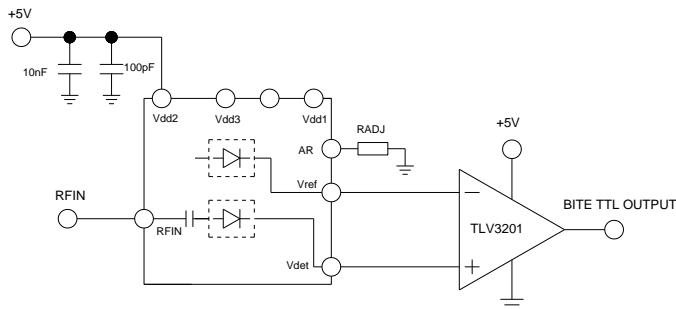 +5V
10nF
100pF
Vdd2
Vdd3
Vdd1
AR
RADJ
+5V
Vref
RFIN
RFIN
BITE TTL OUTPUT
TLV3201
Vdet